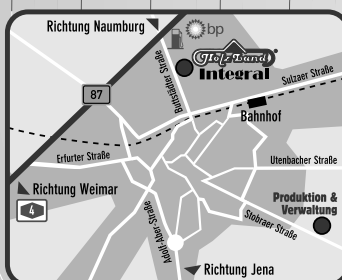 Richtung Naumburg
bp
HolzLand
Integral
Buttstädter Straße
Sulzaer Straße
87
Bahnhof
Erfurter Straße
Utenbacher Straße
Richtung Weimar
4
Adolf-Aber-Straße
Produktion &
Verwaltung
Stobraer Straße
Richtung Jena